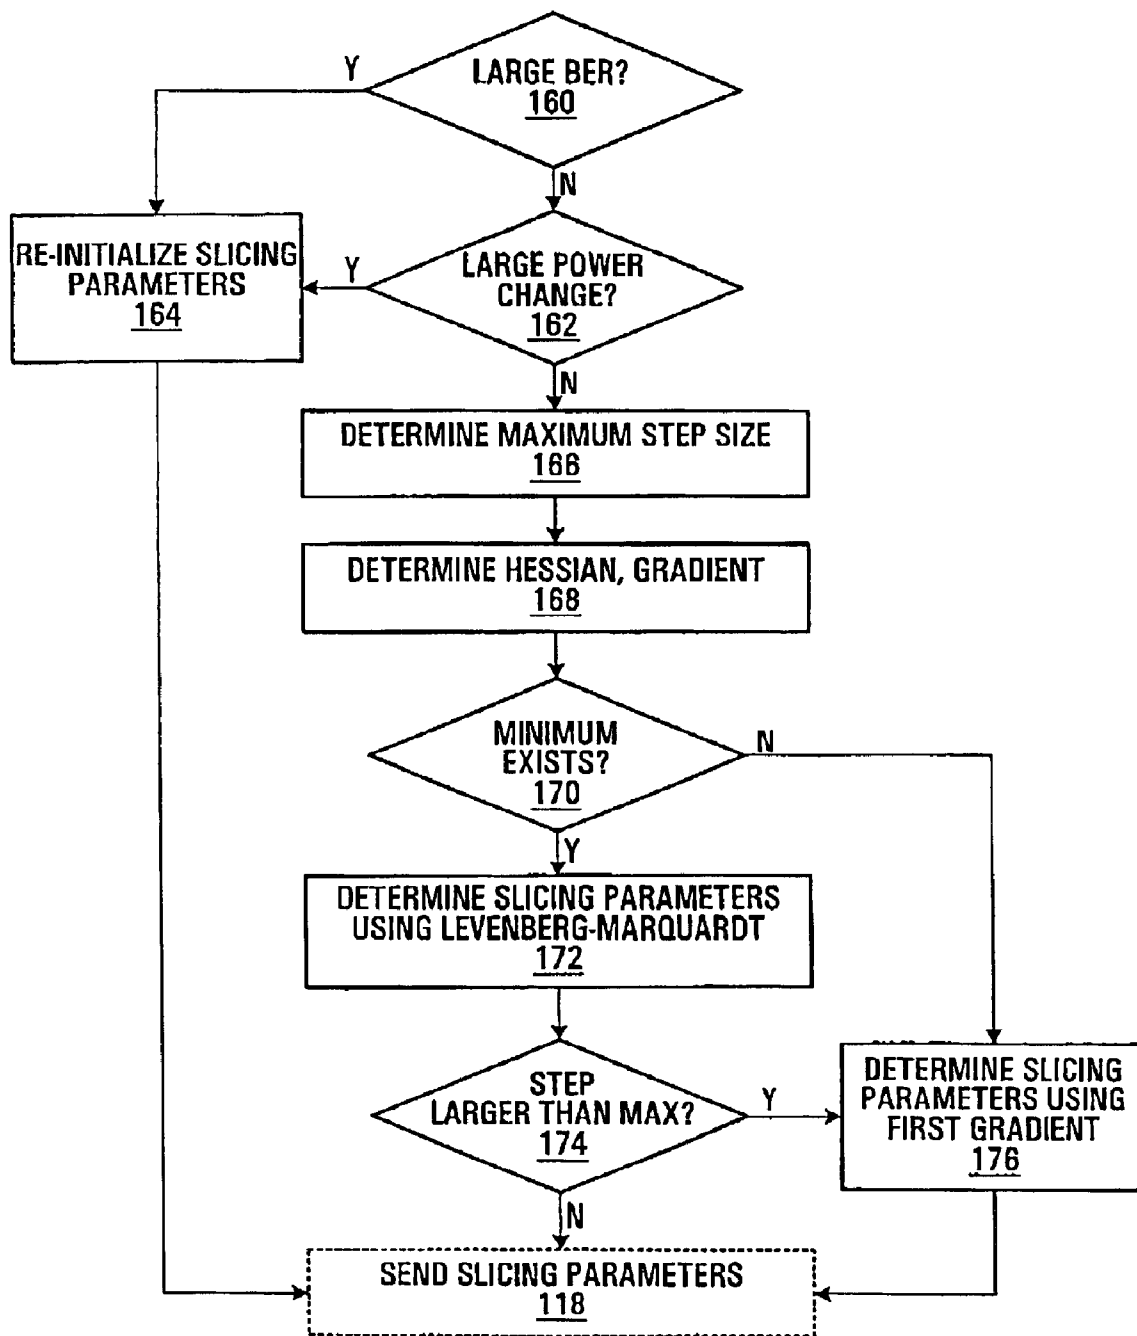 Y
LARGE BER?
160
N
RE-INITIALIZE SLICING
PARAMETERS
164
Y
LARGE POWER
CHANGE?
162
N
DETERMINE MAXIMUM STEP SIZE
166
DETERMINE HESSIAN, GRADIENT
168
MINIMUM
EXISTS?
170
N
Y
DETERMINE SLICING PARAMETERS
USING LEVENBERG-MARQUARDT
172
STEP
LARGER THAN MAX?
174
Y
DETERMINE SLICING
PARAMETERS USING
FIRST GRADIENT
176
N
SEND SLICING PARAMETERS
118